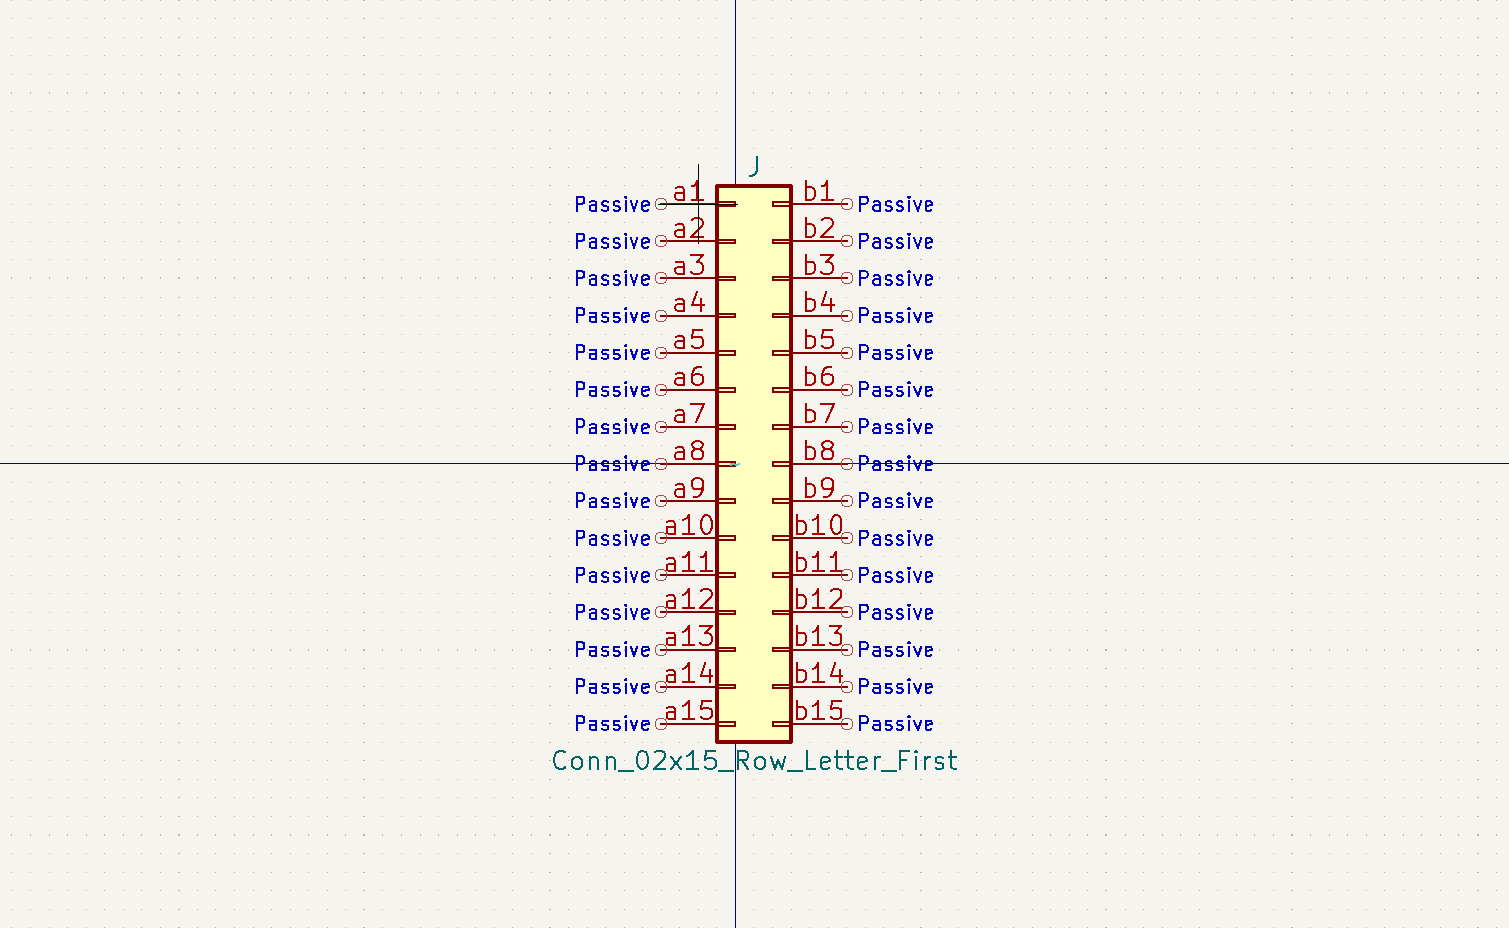 J
Passive a1 b1 Passive
Passive a2 b2 Passive
Passive a3 b3 Passive
Passive a4 b4 Passive
Passive a5 b5 Passive
Passive a6 b6 Passive
Passive a7 b7 Passive
Passive a8 b8 Passive
Passive a9 b9 Passive
Passive a10 b10 Passive
Passive a11 b11 Passive
Passive a12 b12 Passive
Passive a13 b13 Passive
Passive a14 b14 Passive
Passive a15 b15 Passive
Conn_02x15_Row_Letter_First